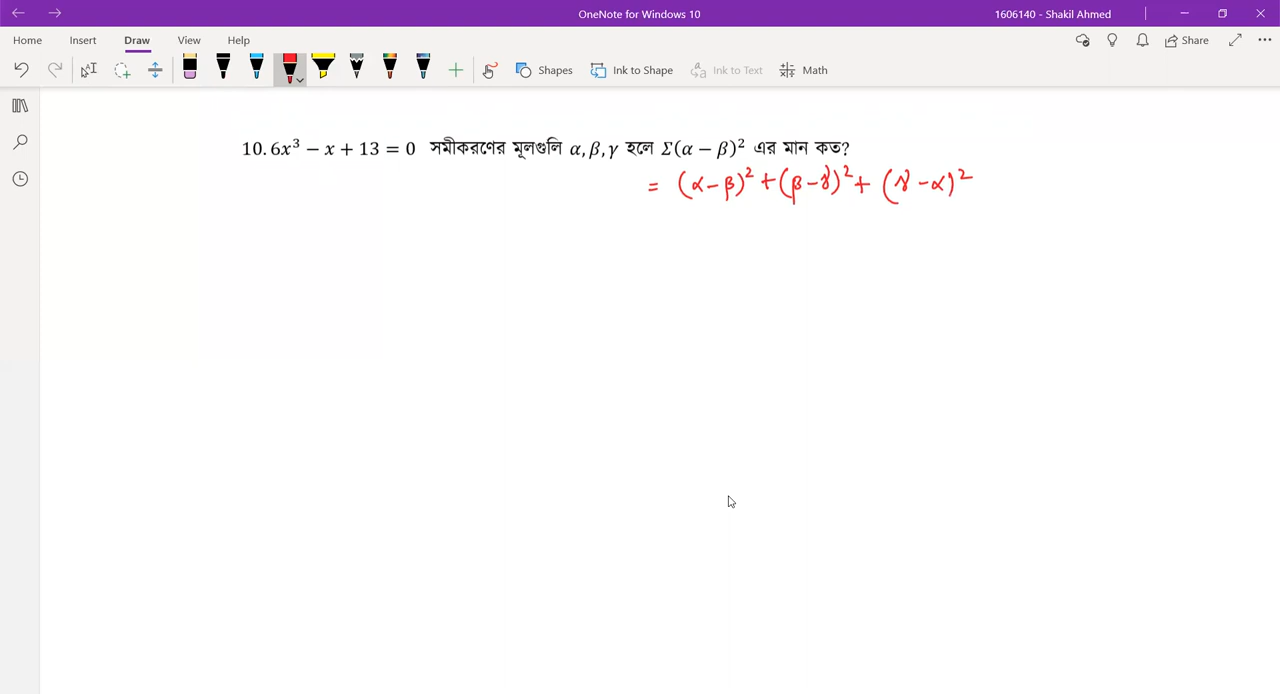 OneNote for Windows 10
1606140 - Shakil Ahmed
Home Insert Draw View Help
Share
Shapes Ink to Shape Ink to Text Math
10. 6x³ − x + 13 = 0 সমীকরণের মূলগুলি α, β, γ হলে Σ(α − β)² এর মান কত?
= (α-β)² + (β-γ)² + (γ-α)²